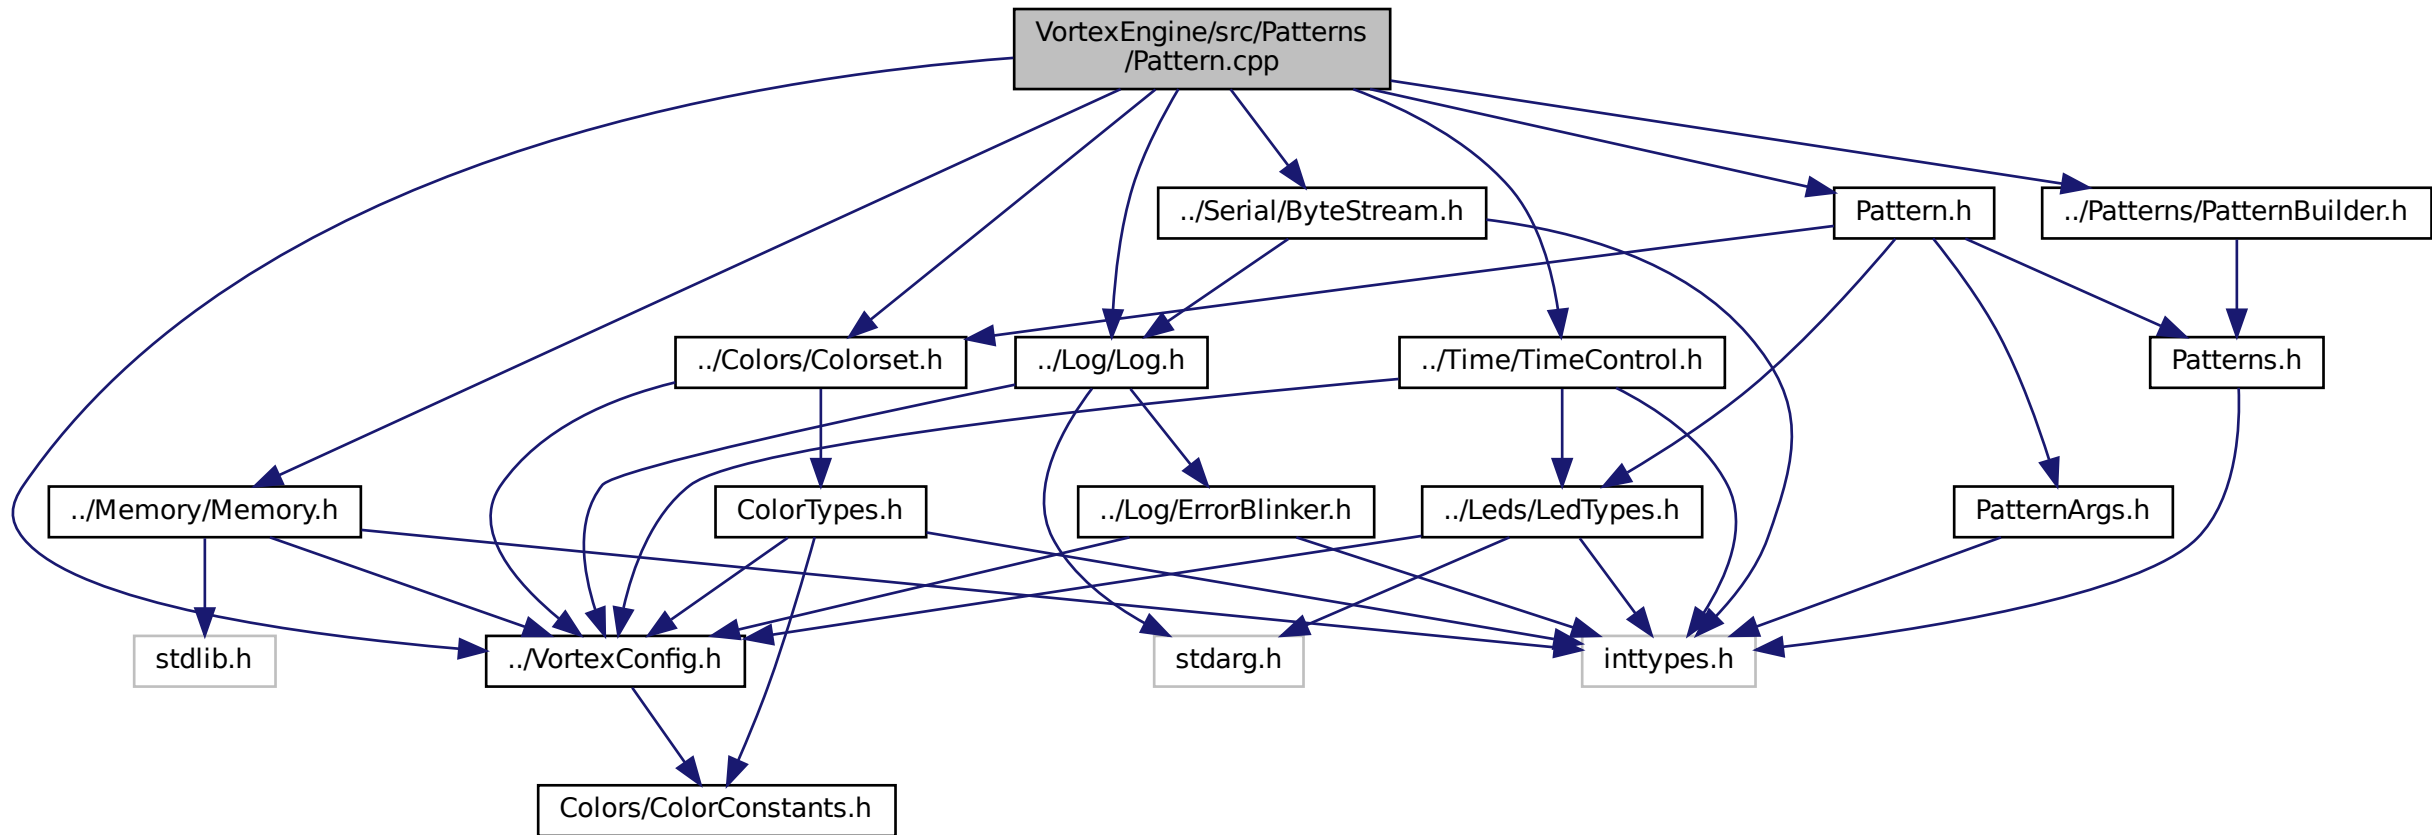 VortexEngine/src/Patterns
/Pattern.cpp
../Serial/ByteStream.h
Pattern.h
../Patterns/PatternBuilder.h
../Colors/Colorset.h
../Log/Log.h
../Time/TimeControl.h
Patterns.h
../Memory/Memory.h
ColorTypes.h
../Log/ErrorBlinker.h
../Leds/LedTypes.h
PatternArgs.h
stdlib.h
../VortexConfig.h
stdarg.h
inttypes.h
Colors/ColorConstants.h